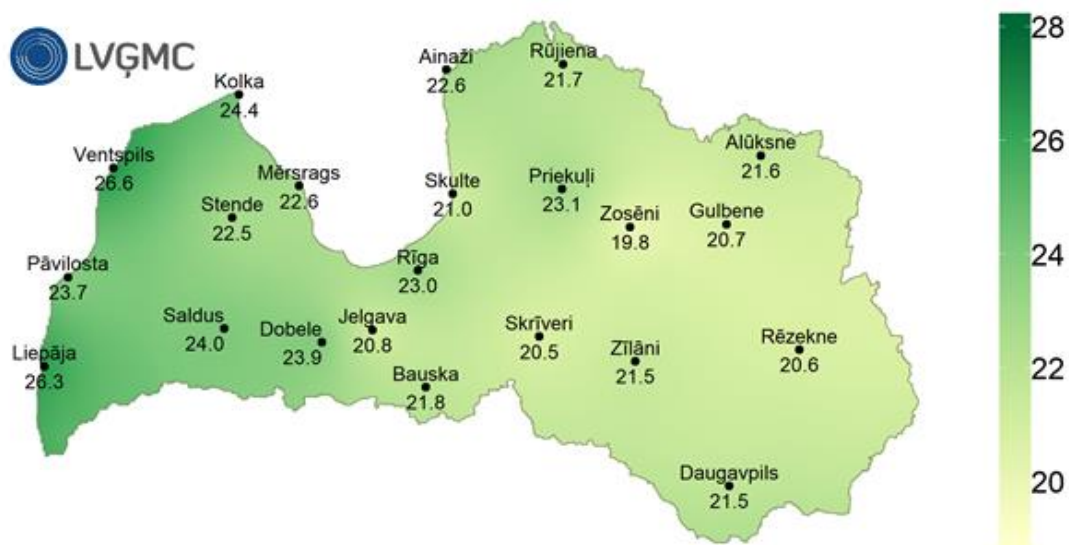 LVĢMC
Kolka
24.4
Ainaži
22.6
Rūjiena
21.7
28
26
24
22
20
Ventspils
26.6
Mērsrags
22.6
Stende
22.5
Skulte
21.0
Priekuļi
23.1
Alūksne
21.6
Zosēni
19.8
Gulbene
20.7
Pāvilosta
23.7
Rīga
23.0
Saldus
24.0
Dobele
23.9
Jelgava
20.8
Skrīveri
20.5
Zīlāni
21.5
Rēzekne
20.6
Liepāja
26.3
Bauska
21.8
Daugavpils
21.5